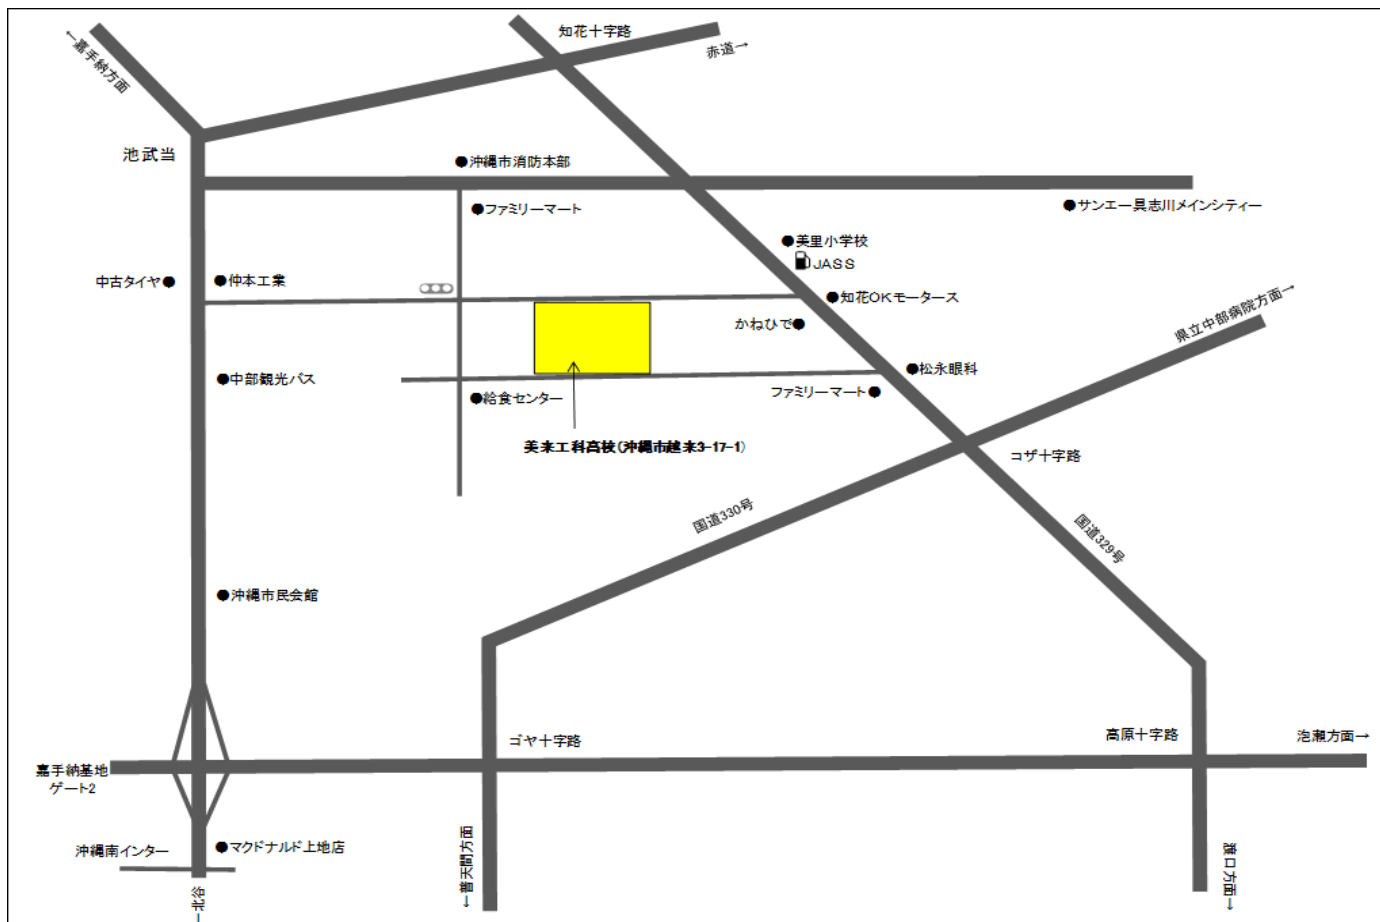 知花十字路
赤道→
←嘉手納方面
池武当
●沖縄市消防本部
●ファミリーマート
●サンエー具志川メインシティー
●美里小学校
JASS
中古タイヤ●
●仲本工業
●知花OKモータース
かねひで●
県立中部病院方面→
●中部観光バス
●給食センター
ファミリーマート●
●松永眼科
美来工科高校(沖縄市越来3-17-1)
コザ十字路
国道330号
国道329号
●沖縄市民会館
ゴヤ十字路
高原十字路
泡瀬方面→
嘉手納基地
ゲート2
沖縄南インター
●マクドナルド上地店
←北谷
←普天間方面
渡口方面→